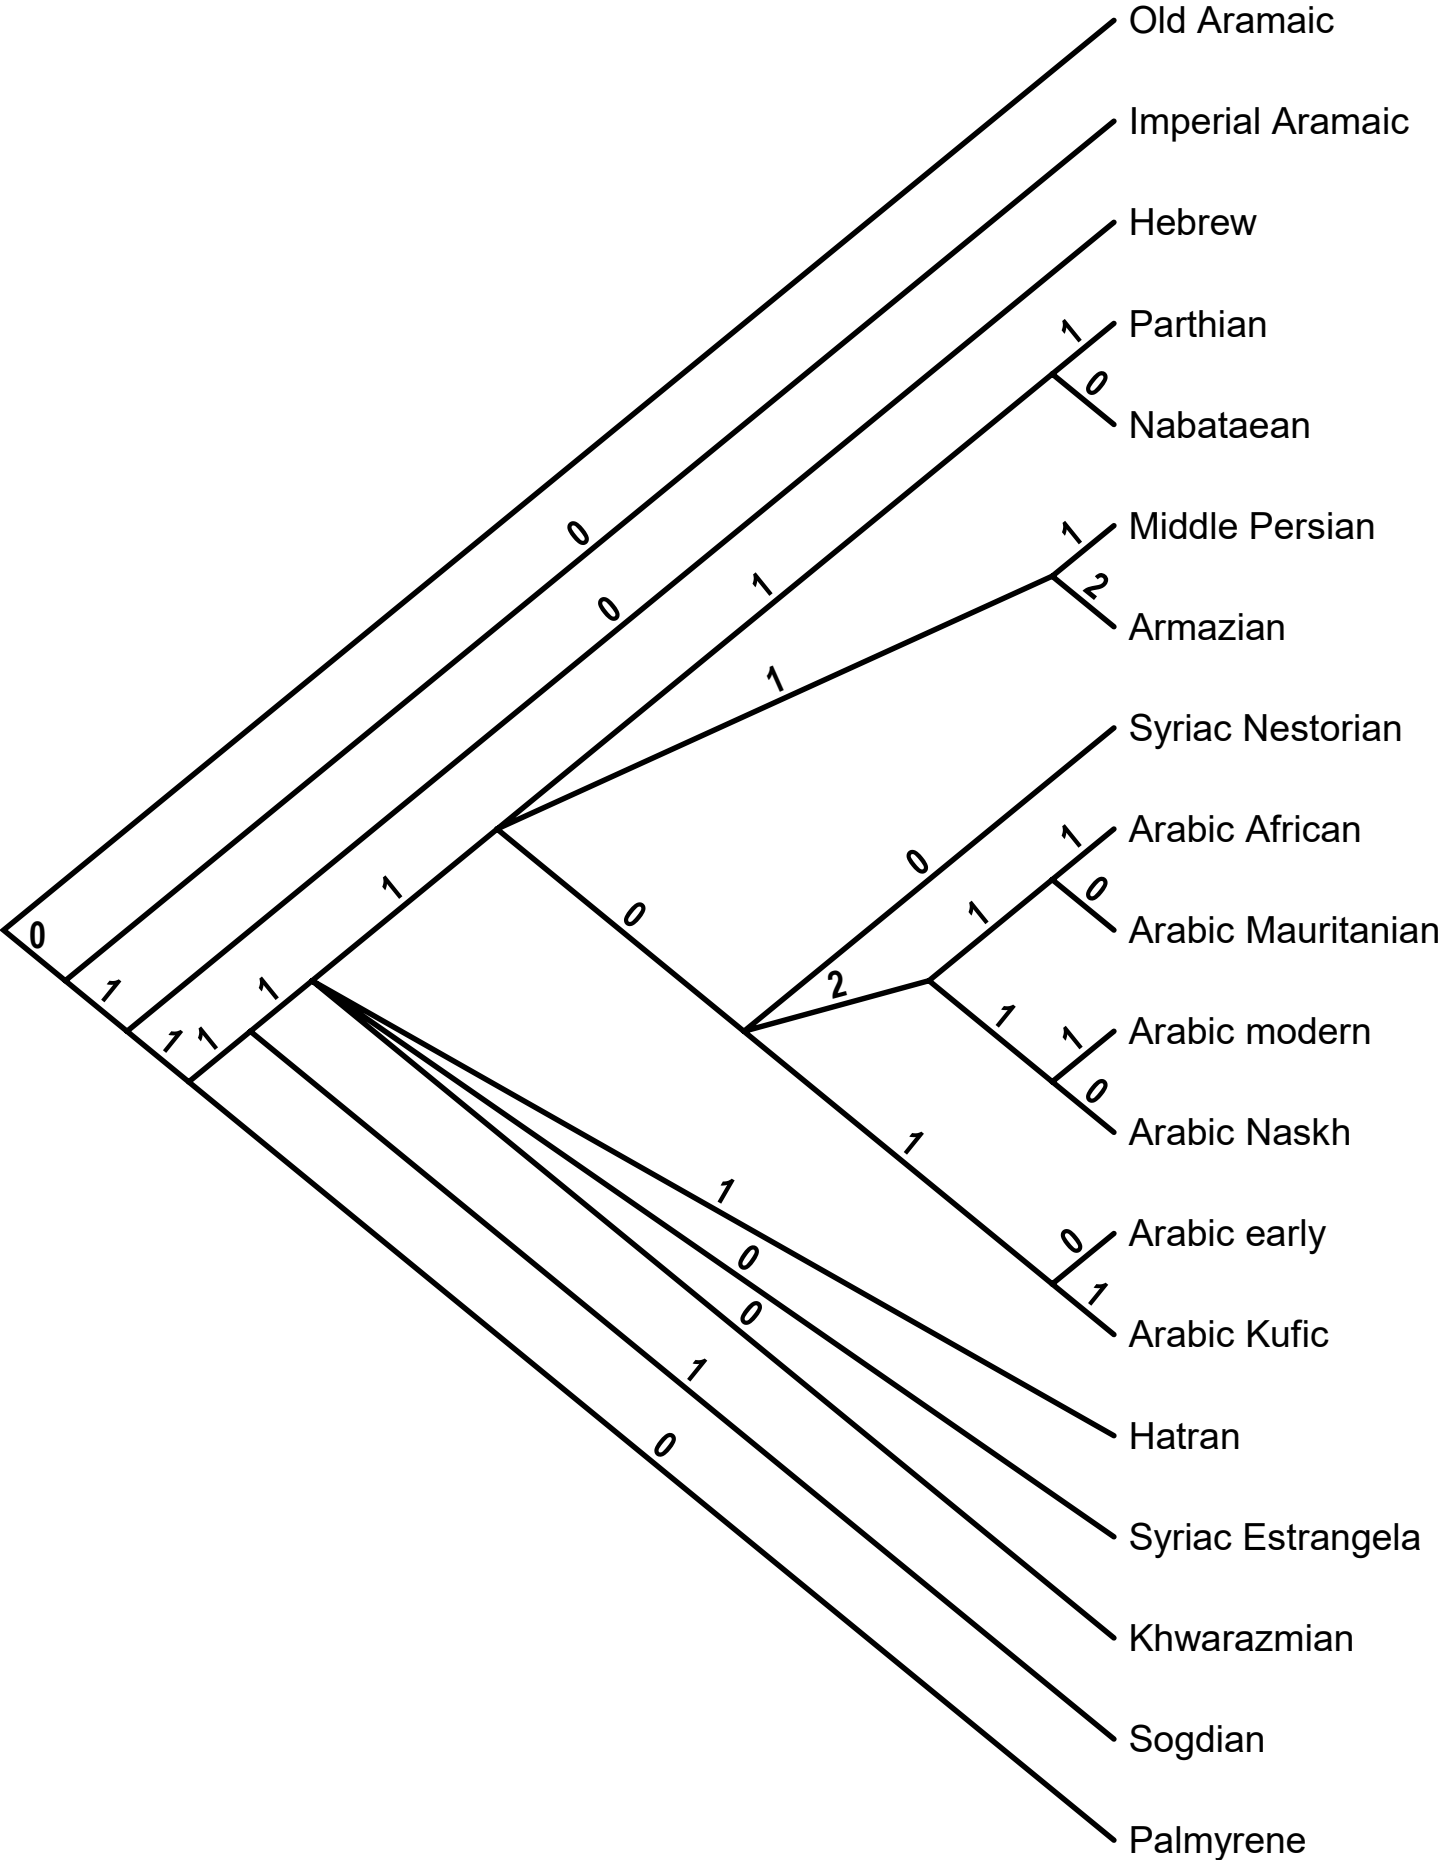 Old Aramaic
Imperial Aramaic
Hebrew
1 Parthian
0 Nabataean
1 Middle Persian
0
1
2 Armazian
0
1
Syriac Nestorian
1 Arabic African
0
1
0
1
0 Arabic Mauritanian
0
2
1
1
1
1
1
1 Arabic modern
0 Arabic Naskh
1
1
0 Arabic early
0
1 Arabic Kufic
0
1
Hatran
0
Syriac Estrangela
Khwarazmian
Sogdian
Palmyrene